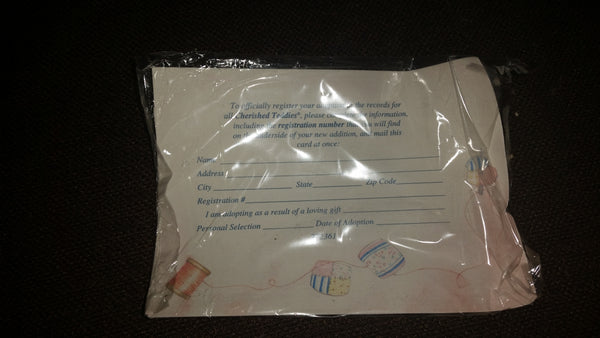 To officially register your adoption in the records for
all Cherished Teddies®, please complete the information,
including the registration number that you will find
on the underside of your new addition, and mail this
card at once:
Name
Address
City State Zip Code
Registration #
I am adopting as a result of a loving gift
Personal Selection Date of Adoption